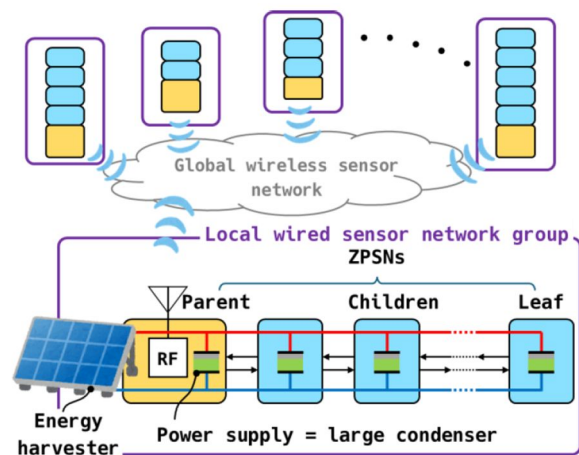 Global wireless sensor
network
Local wired sensor network group
ZPSNs
Parent
Children
Leaf
RF
Energy
harvester
Power supply = large condenser